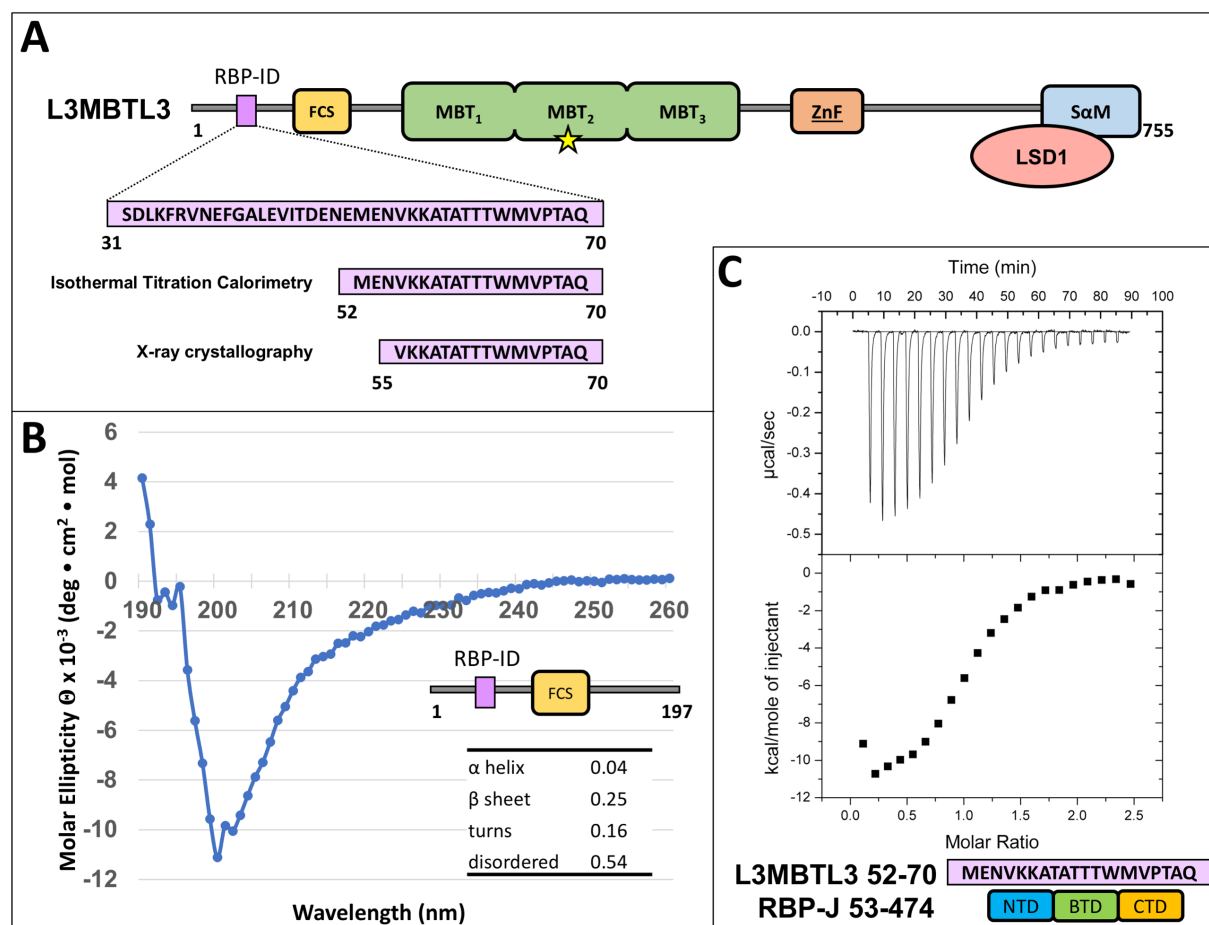 A
RBP-ID
L3MBTL3
FCS
MBT1
MBT2
MBT3
ZnF
SαM
1
755
LSD1
SDLKFRVNEFGALEVITDENEMENVKKATATTTWMVPTAQ
31
70
Isothermal Titration Calorimetry
MENVKKATATTTWMVPTAQ
52
70
X-ray crystallography
VKKATATTTWMVPTAQ
55
70
B
6
4
2
0
-2
-4
-6
-8
-10
-12
190
200
210
220
230
240
250
260
Molar Ellipticity Θ x 10⁻³ (deg • cm² • mol)
Wavelength (nm)
RBP-ID
FCS
1
197
α helix 0.04
β sheet 0.25
turns 0.16
disordered 0.54
C
Time (min)
-10 0 10 20 30 40 50 60 70 80 90 100
0.0
-0.1
-0.2
-0.3
-0.4
-0.5
µcal/sec
0
-2
-4
-6
-8
-10
-12
kcal/mole of injectant
0.0 0.5 1.0 1.5 2.0 2.5
Molar Ratio
L3MBTL3 52-70
MENVKKATATTTWMVPTAQ
RBP-J 53-474
NTD
BTD
CTD